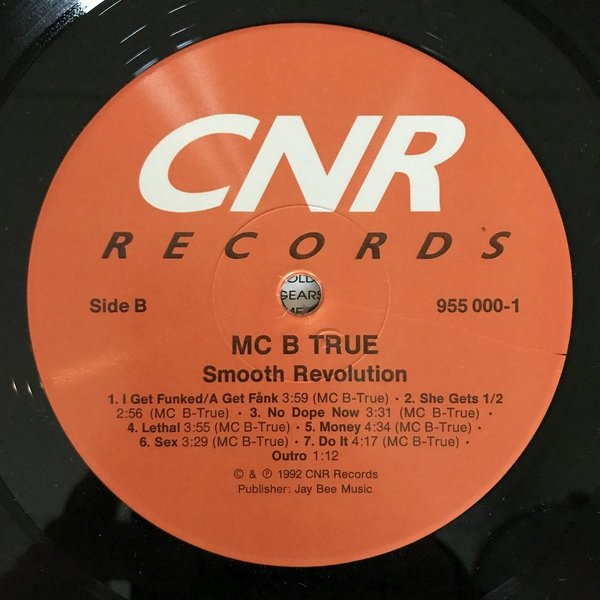 CNR
RECORDS
Side B
955 000-1
OLD
GEARS
MC B TRUE
Smooth Revolution
1. I Get Funked/A Get Fånk 3:59 (MC B-True) • 2. She Gets 1/2
2:56 (MC B-True) • 3. No Dope Now 3:31 (MC B-True) •
4. Lethal 3:55 (MC B-True) • 5. Money 4:34 (MC B-True) •
6. Sex 3:29 (MC B-True) • 7. Do It 4:17 (MC B-True) •
Outro 1:12
© & ℗ 1992 CNR Records
Publisher: Jay Bee Music